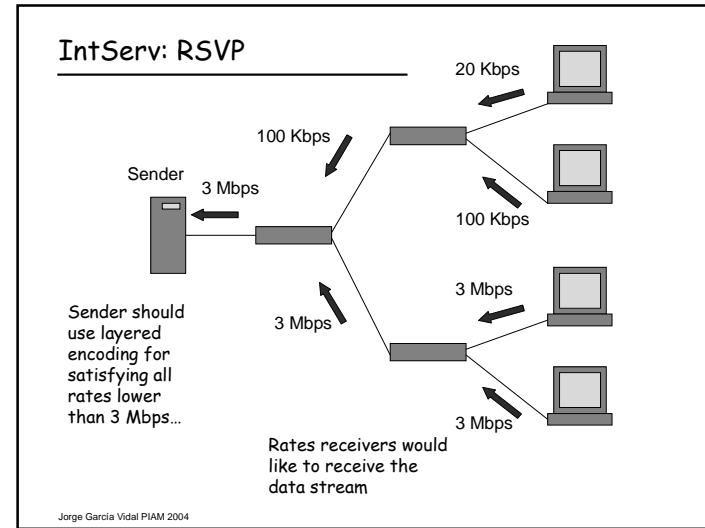 IntServ: RSVP
20 Kbps
100 Kbps
Sender
3 Mbps
100 Kbps
3 Mbps
3 Mbps
3 Mbps
Sender should
use layered
encoding for
satisfying all
rates lower
than 3 Mbps…
Rates receivers would
like to receive the
data stream
Jorge García Vidal PIAM 2004